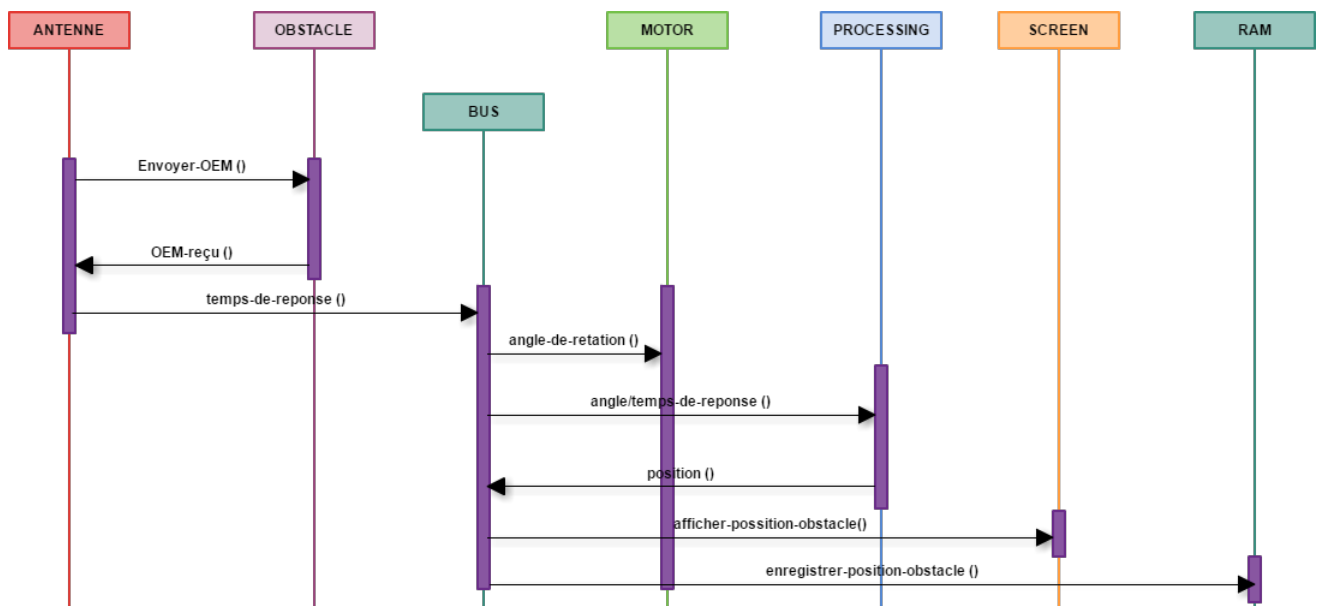 ANTENNE
OBSTACLE
MOTOR
PROCESSING
SCREEN
RAM
BUS
Envoyer-OEM ()
OEM-reçu ()
temps-de-reponse ()
angle-de-retation ()
angle/temps-de-reponse ()
position ()
afficher-possition-obstacle()
enregistrer-position-obstacle ()